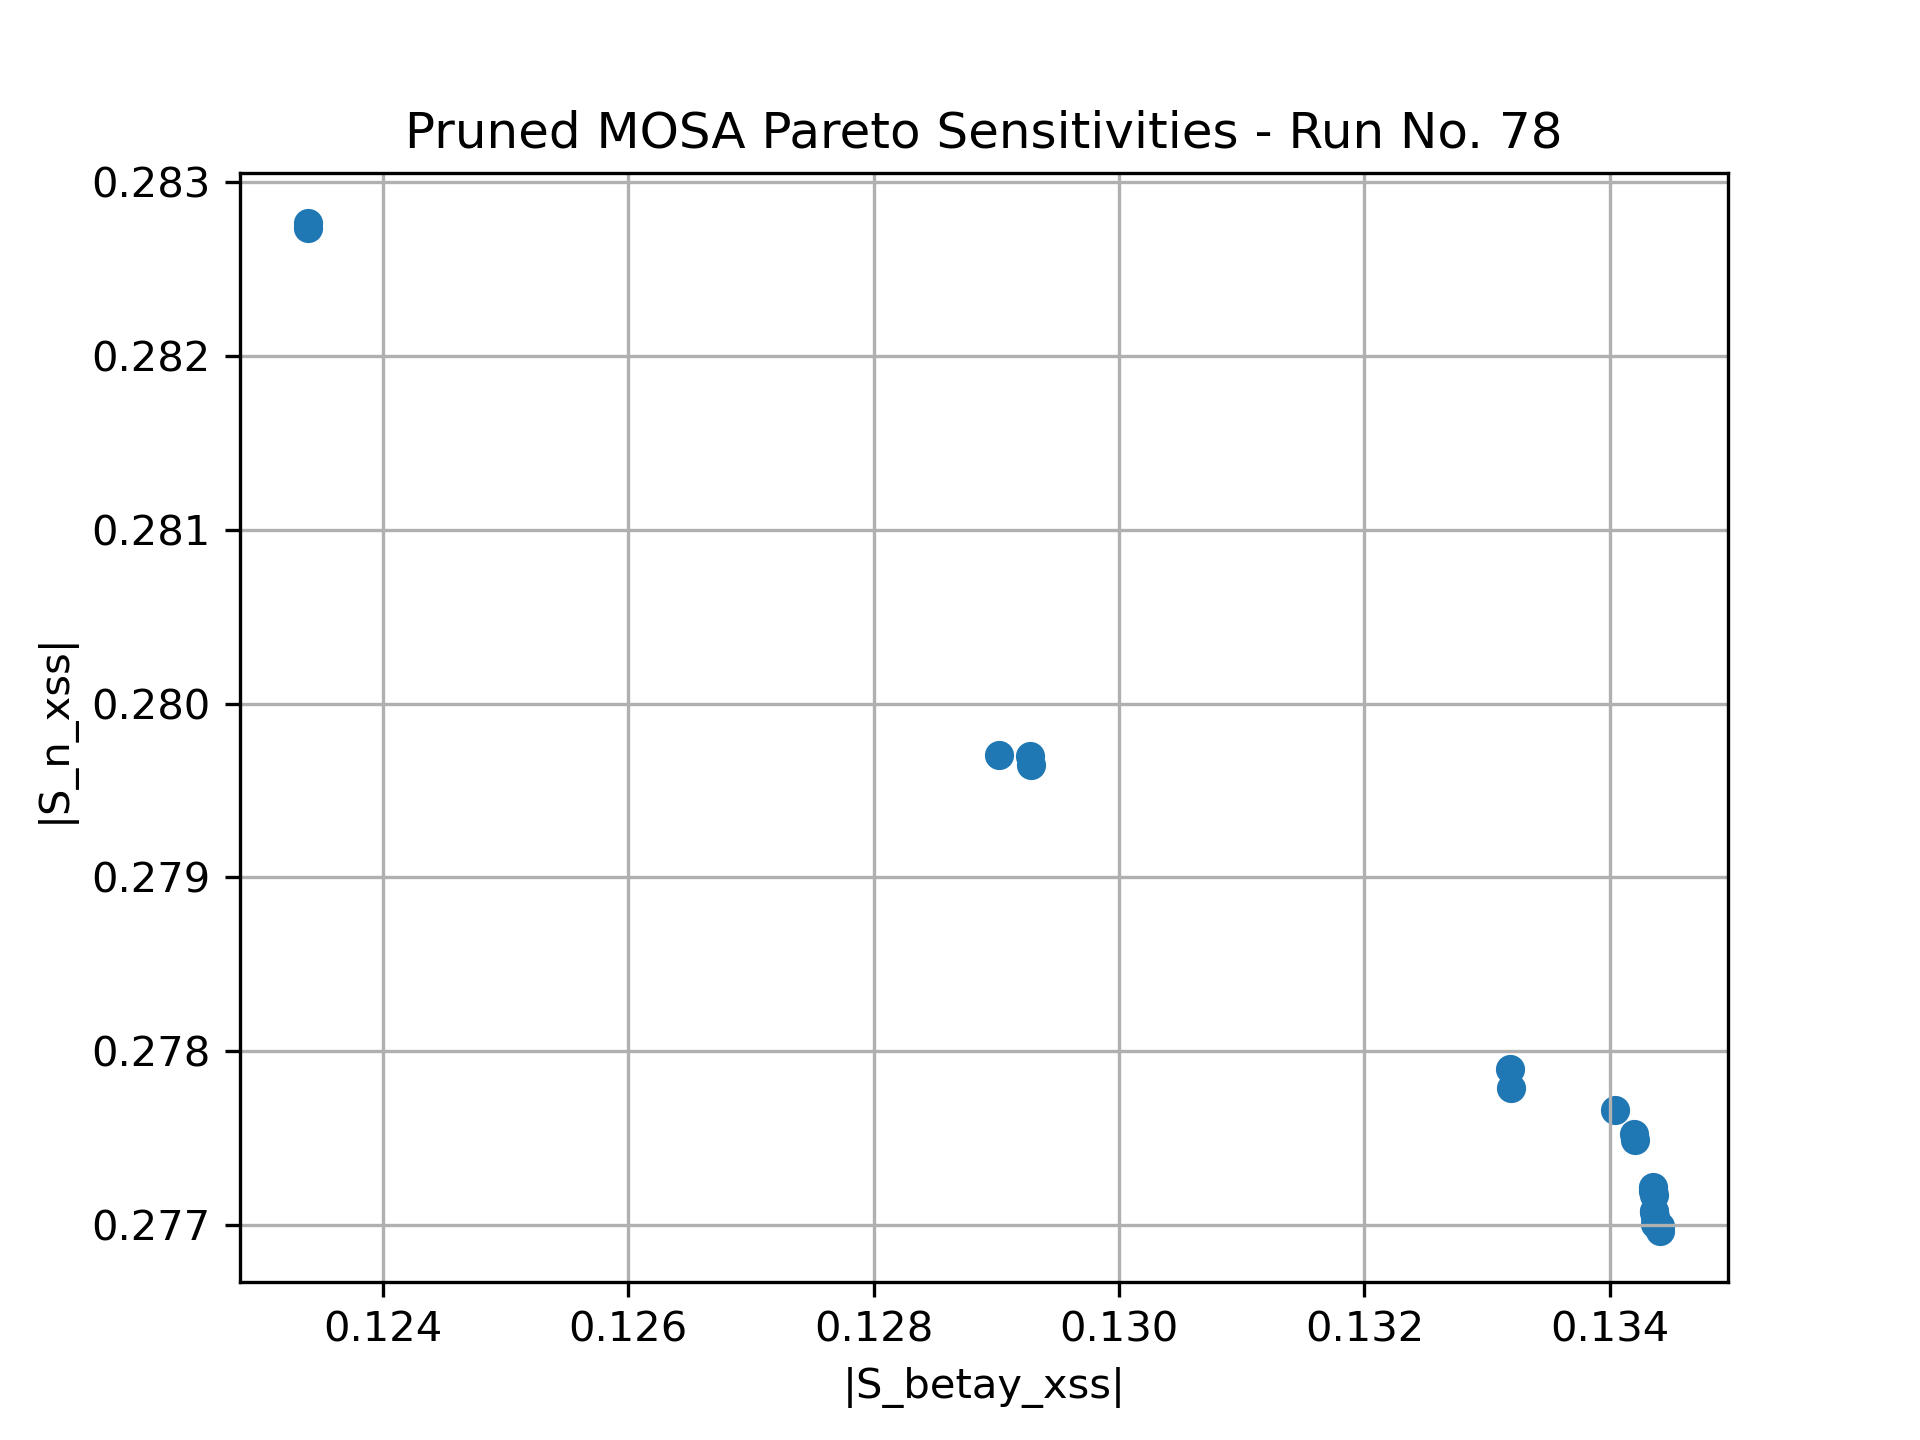 Pruned MOSA Pareto Sensitivities - Run No. 78
0.283
0.282
0.281
0.280
0.279
0.278
0.277
|S_n_xss|
0.124 0.126 0.128 0.130 0.132 0.134
|S_betay_xss|